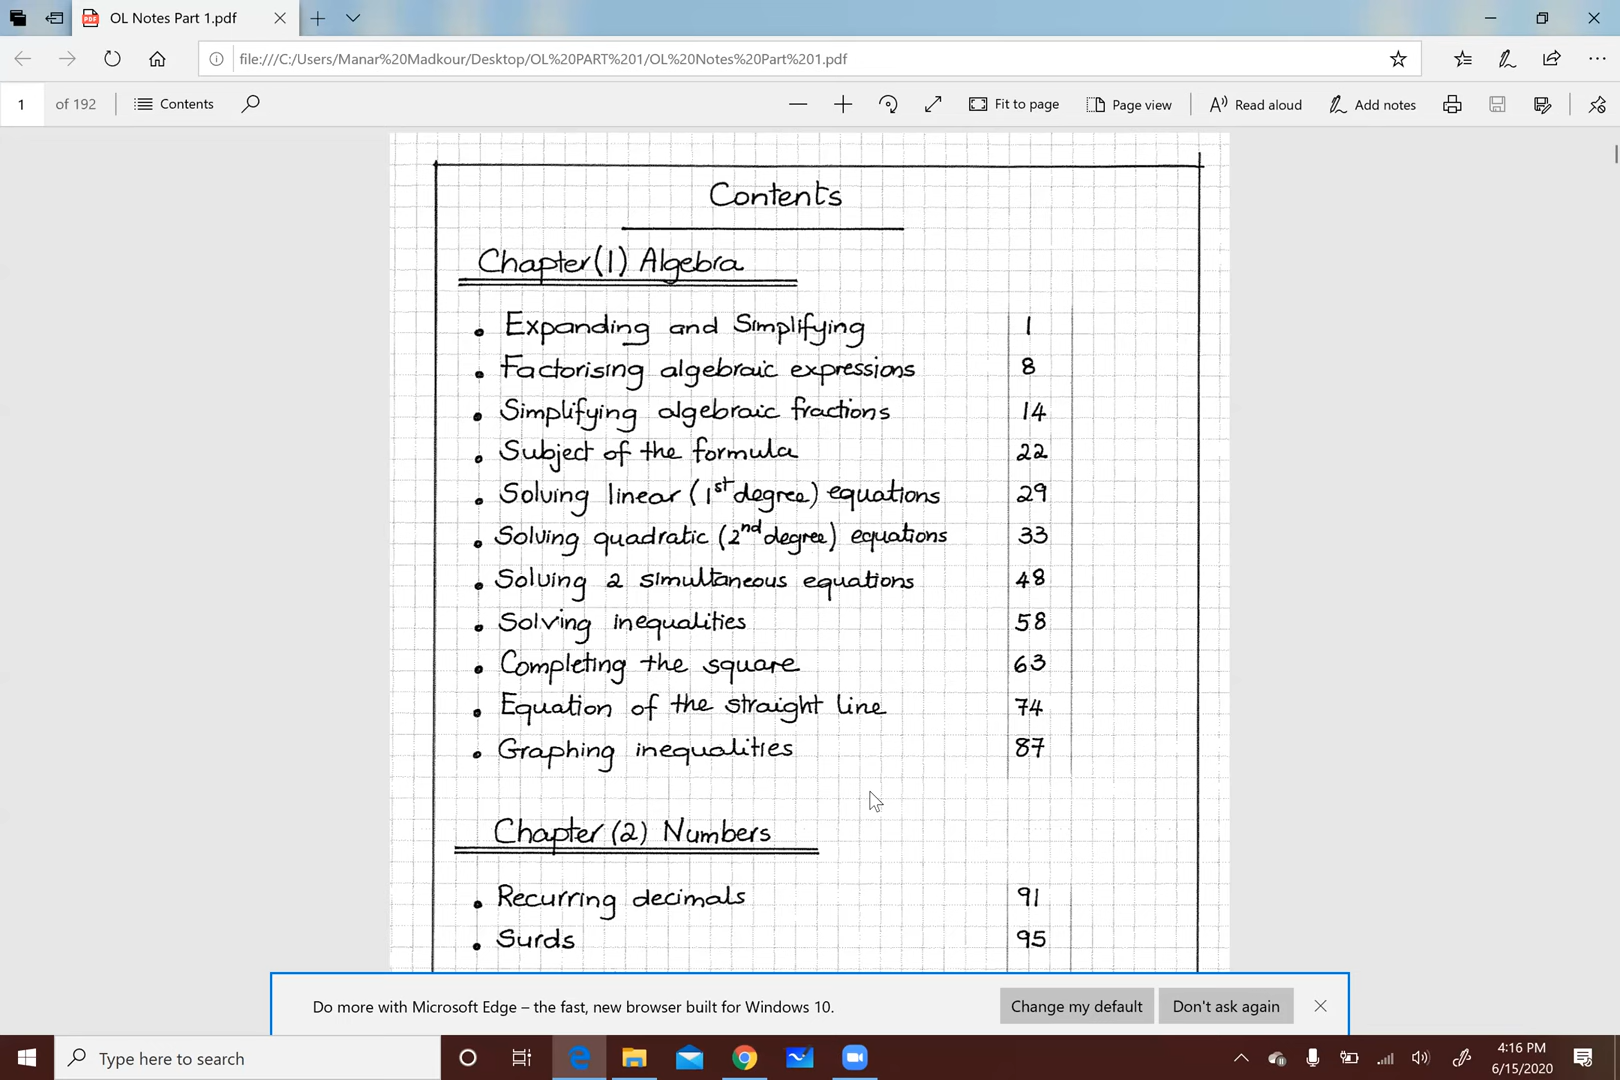 OL Notes Part 1.pdf
file:///C:/Users/Manar%20Madkour/Desktop/OL%20PART%201/OL%20Notes%20Part%201.pdf
1 of 192 Contents Fit to page Page view Read aloud Add notes
Contents
Chapter(1) Algebra
• Expanding and Simplifying 1
• Factorising algebraic expressions 8
• Simplifying algebraic fractions 14
• Subject of the formula 22
• Solving linear (1st degree) equations 29
• Solving quadratic (2nd degree) equations 33
• Solving 2 simultaneous equations 48
• Solving inequalities 58
• Completing the square 63
• Equation of the straight line 74
• Graphing inequalities 87
Chapter (2) Numbers
• Recurring decimals 91
• Surds 95
Do more with Microsoft Edge – the fast, new browser built for Windows 10. Change my default Don't ask again
Type here to search
4:16 PM
6/15/2020